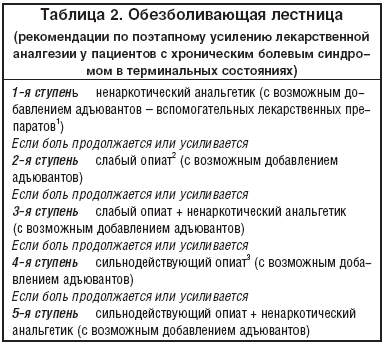 Таблица 2. Обезболивающая лестница
(рекомендации по поэтапному усилению лекарственной
аналгезии у пациентов с хроническим болевым синдро-
мом в терминальных состояниях)
1-я ступень ненаркотический анальгетик (с возможным до-
бавлением адъювантов – вспомогательных лекарственных пре-
паратов¹)
Если боль продолжается или усиливается
2-я ступень слабый опиат² (с возможным добавлением
адъювантов)
Если боль продолжается или усиливается
3-я ступень слабый опиат + ненаркотический анальгетик
(с возможным добавлением адъювантов)
Если боль продолжается или усиливается
4-я ступень сильнодействующий опиат³ (с возможным доба-
влением адъювантов)
Если боль продолжается или усиливается
5-я ступень сильнодействующий опиат + ненаркотический
анальгетик (с возможным добавлением адъювантов)